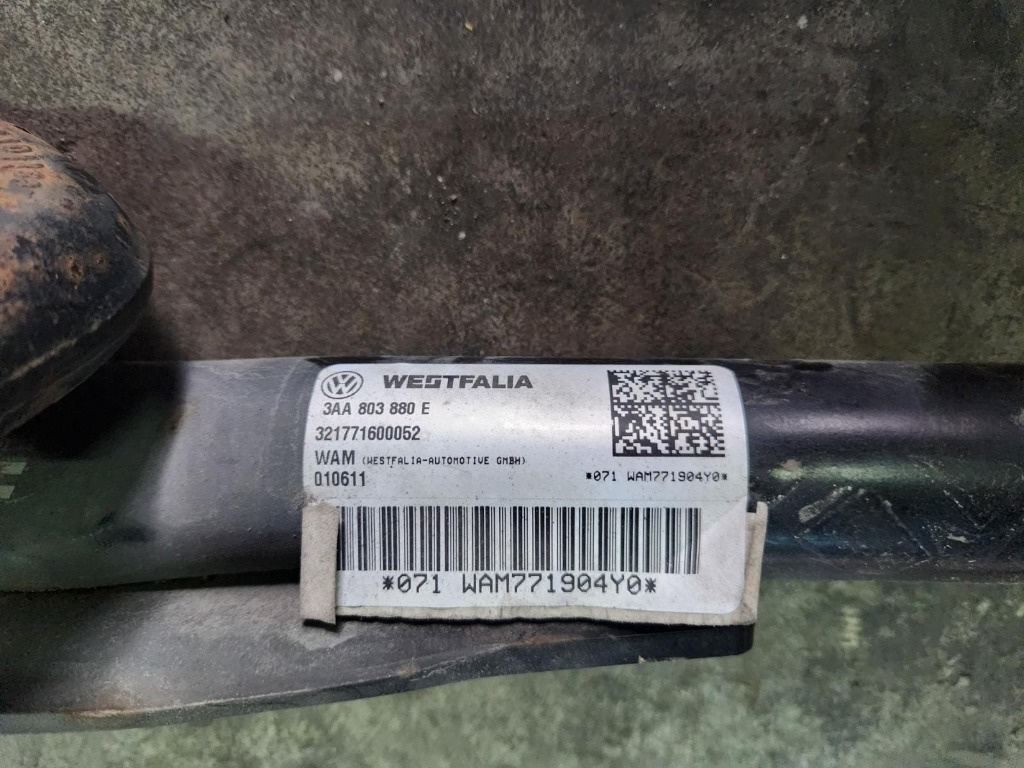 WESTFALIA
3AA 803 880 E
321771600052
WAM (WESTFALIA-AUTOMOTIVE GMBH)
010611
*071 WAM771904Y0*
*071 WAM771904Y0*